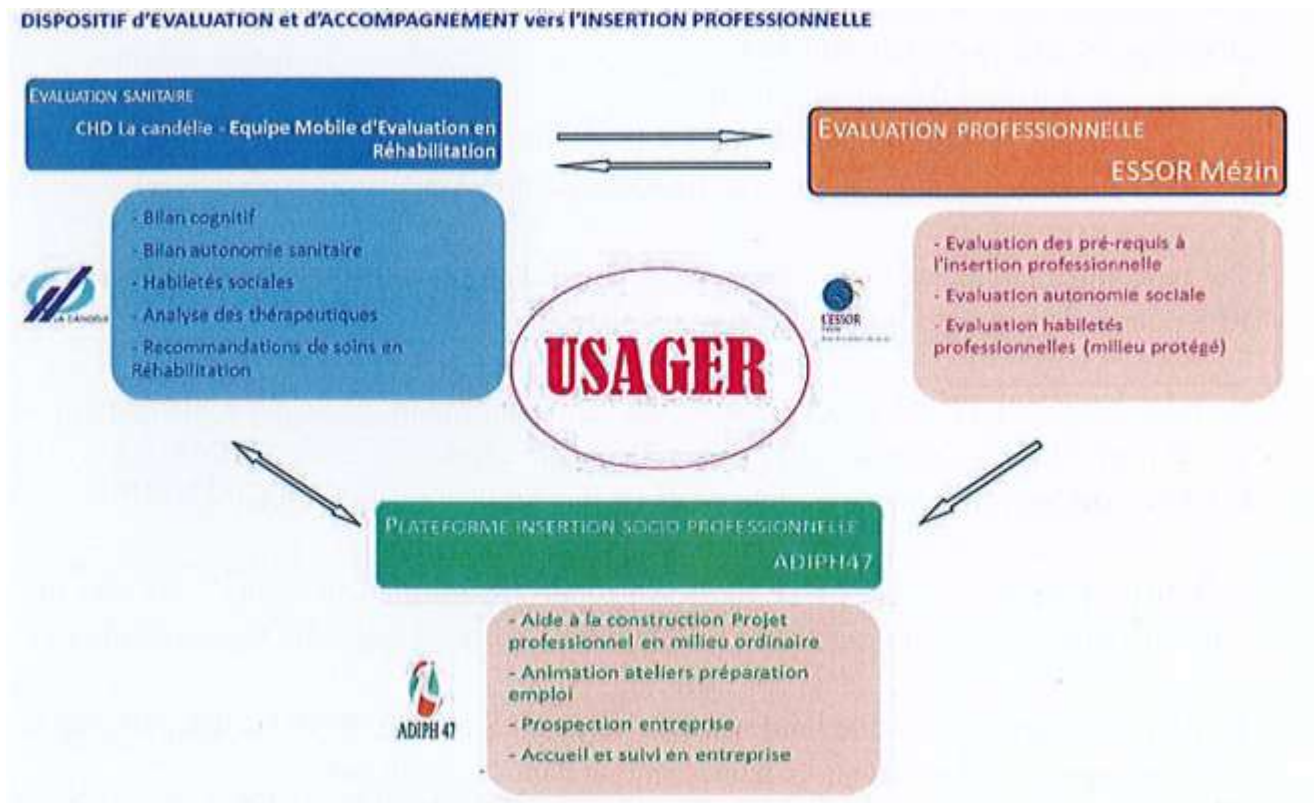 DISPOSITIF d'EVALUATION et d'ACCOMPAGNEMENT vers l'INSERTION PROFESSIONNELLE
EVALUATION SANITAIRE
CHD La candélie - Equipe Mobile d'Evaluation en
Réhabilitation
EVALUATION PROFESSIONNELLE
ESSOR Mézin
- Bilan cognitif
- Bilan autonomie sanitaire
- Habiletés sociales
- Analyse des thérapeutiques
- Recommandations de soins en
Réhabilitation
LA CANDÉLIE
USAGER
L'ESSOR
- Evaluation des pré-requis à
l'insertion professionnelle
- Evaluation autonomie sociale
- Evaluation habiletés
professionnelles (milieu protégé)
PLATEFORME INSERTION SOCIO PROFESSIONNELLE
ADIPH47
- Aide à la construction Projet
professionnel en milieu ordinaire
- Animation ateliers préparation
emploi
- Prospection entreprise
- Accueil et suivi en entreprise
ADIPH 47